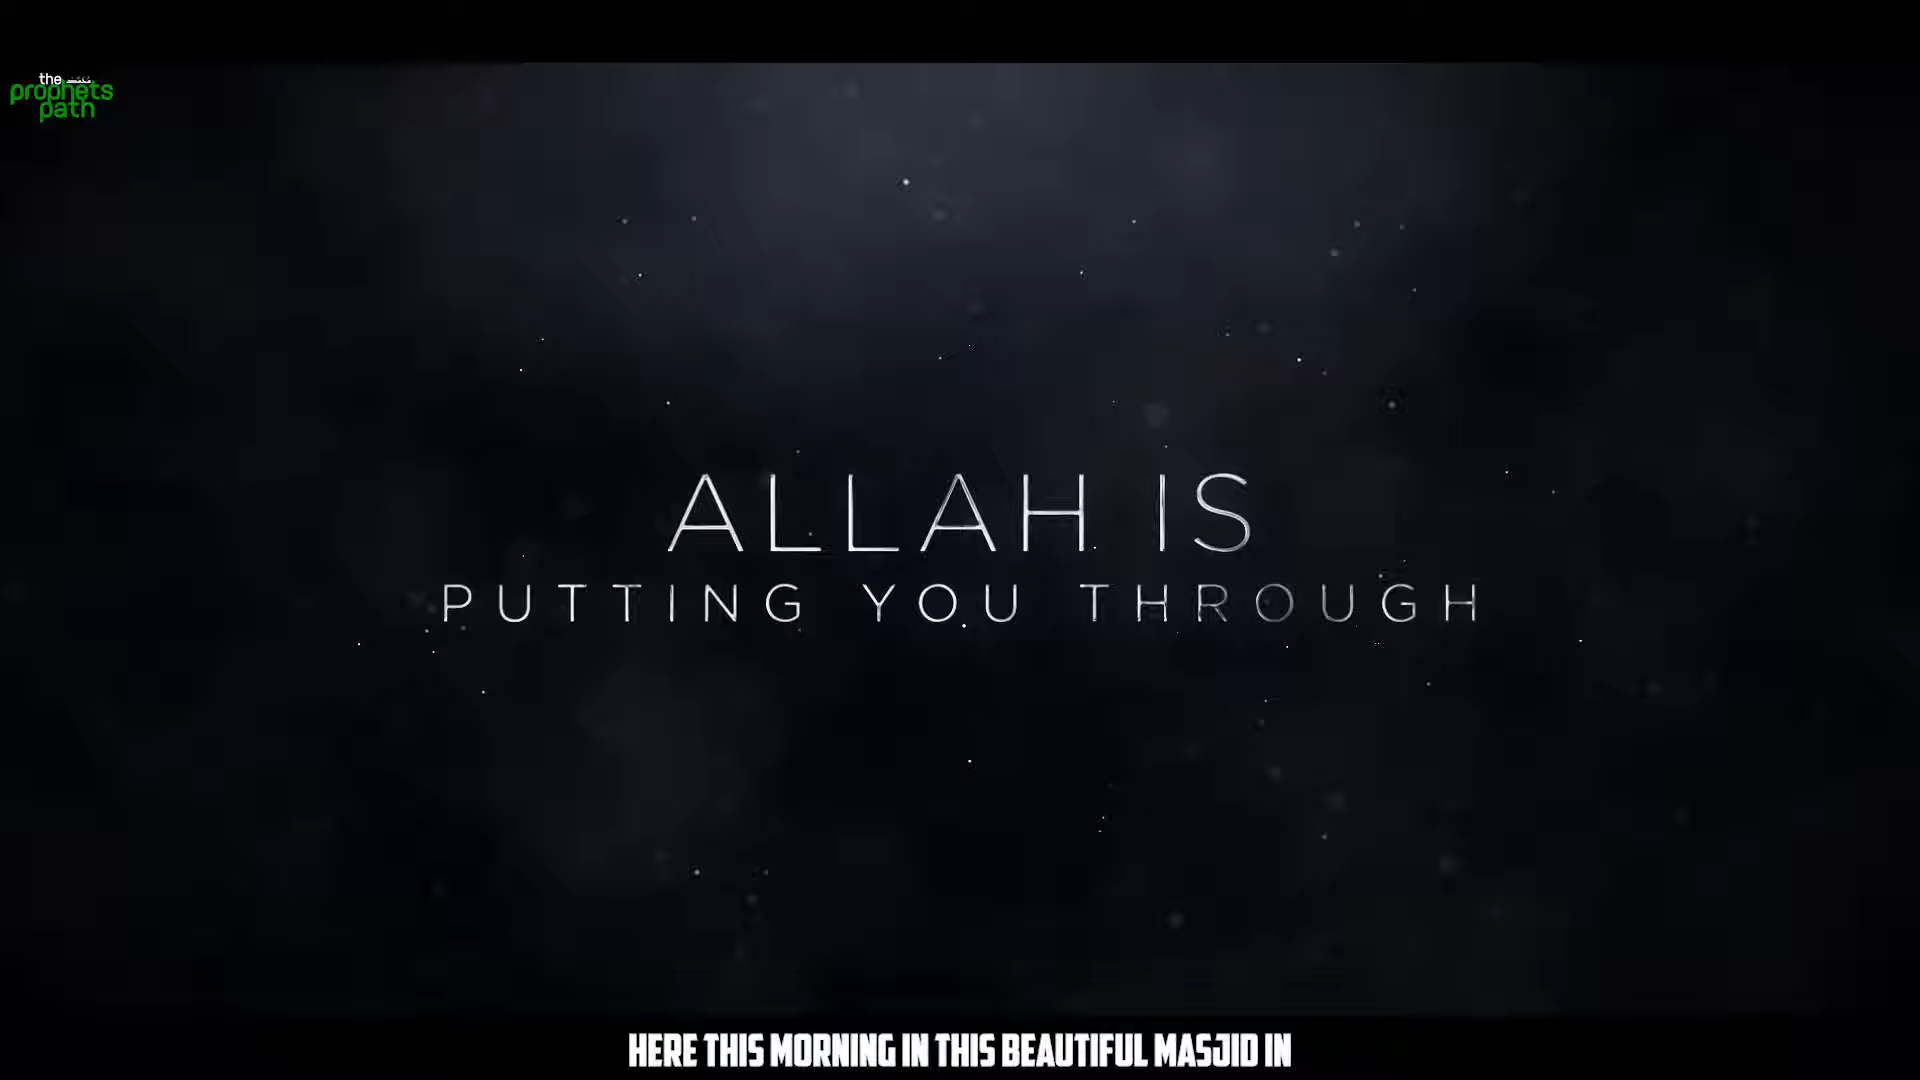 the
prophets
path
ALLAH IS
PUTTING YOU THROUGH
HERE THIS MORNING IN THIS BEAUTIFUL MASJID IN